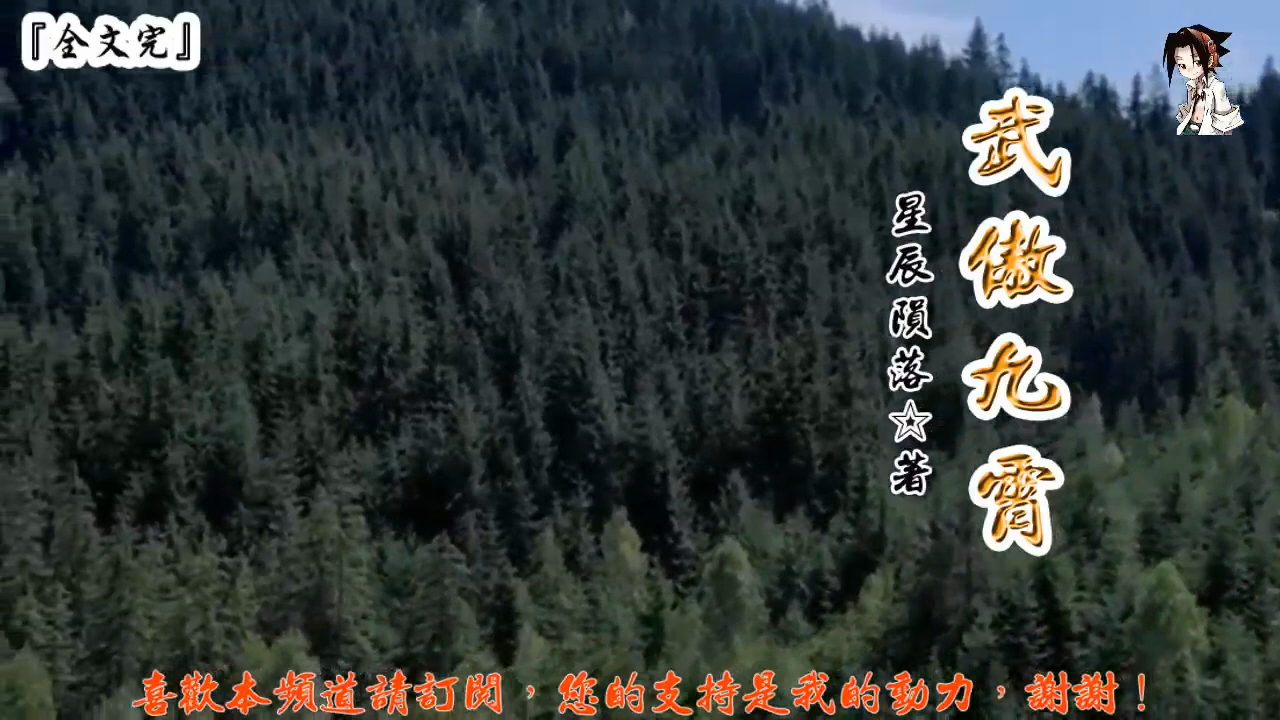 『全文完』
武傲九霄
星辰隕落☆著
喜歡本頻道請訂閱，您的支持是我的動力，謝謝！